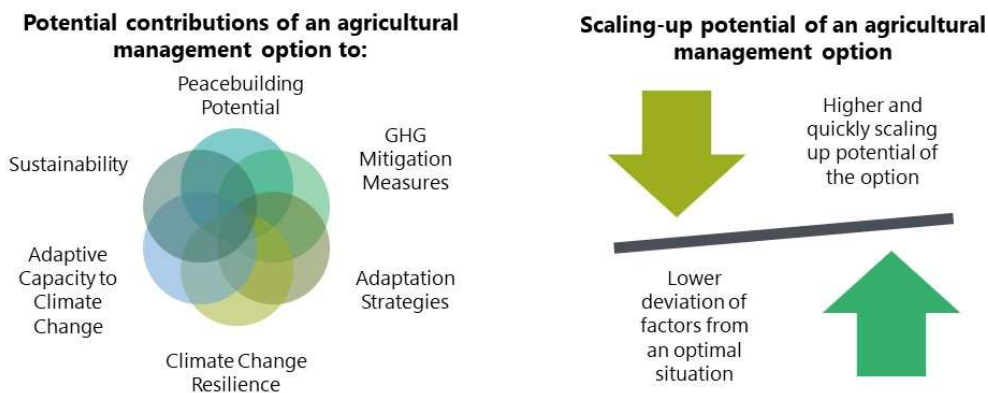 Potential contributions of an agricultural
management option to:
Peacebuilding
Potential
GHG
Mitigation
Measures
Sustainability
Adaptive
Capacity to
Climate
Change
Adaptation
Strategies
Climate Change
Resilience
Scaling-up potential of an agricultural
management option
Higher and
quickly scaling
up potential of
the option
Lower
deviation of
factors from
an optimal
situation